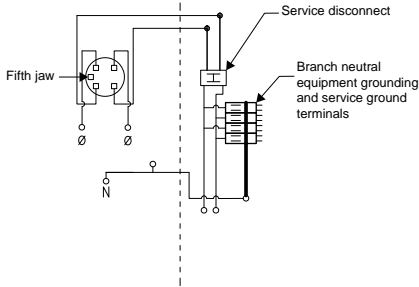 Service disconnect
Fifth jaw
Branch neutral
equipment grounding
and service ground
terminals
Ø Ø
N